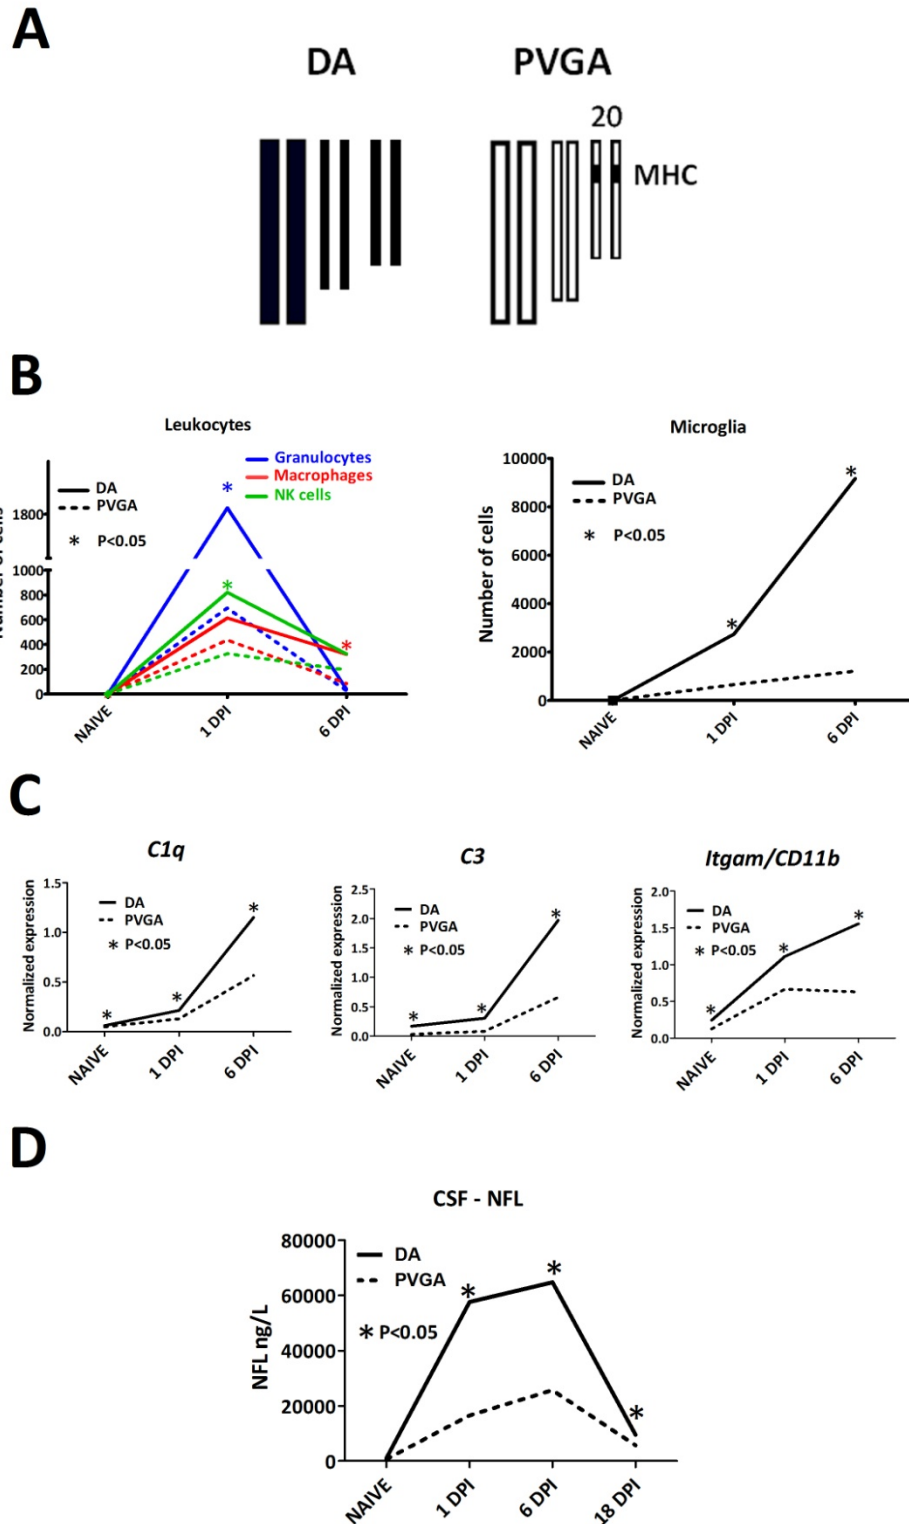 A
DA PVGA
20
MHC
B
Leukocytes
Granulocytes
Macrophages
NK cells
DA
PVGA
* P<0.05
1800
1000
800
600
400
200
0
NAIVE
1 DPI
6 DPI
Microglia
Number of cells
10000
8000
6000
4000
2000
0
DA
PVGA
* P<0.05
NAIVE
1 DPI
6 DPI
C
C1q
Normalized expression
1.5
1.0
0.5
0.0
DA
PVGA
* P<0.05
NAIVE
1 DPI
6 DPI
C3
Normalized expression
2.5
2.0
1.5
1.0
0.5
0.0
DA
PVGA
* P<0.05
NAIVE
1 DPI
6 DPI
Itgam/CD11b
Normalized expression
2.0
1.5
1.0
0.5
0.0
DA
PVGA
* P<0.05
NAIVE
1 DPI
6 DPI
D
CSF - NFL
NFL ng/L
80000
60000
40000
20000
0
DA
PVGA
* P<0.05
NAIVE
1 DPI
6 DPI
18 DPI